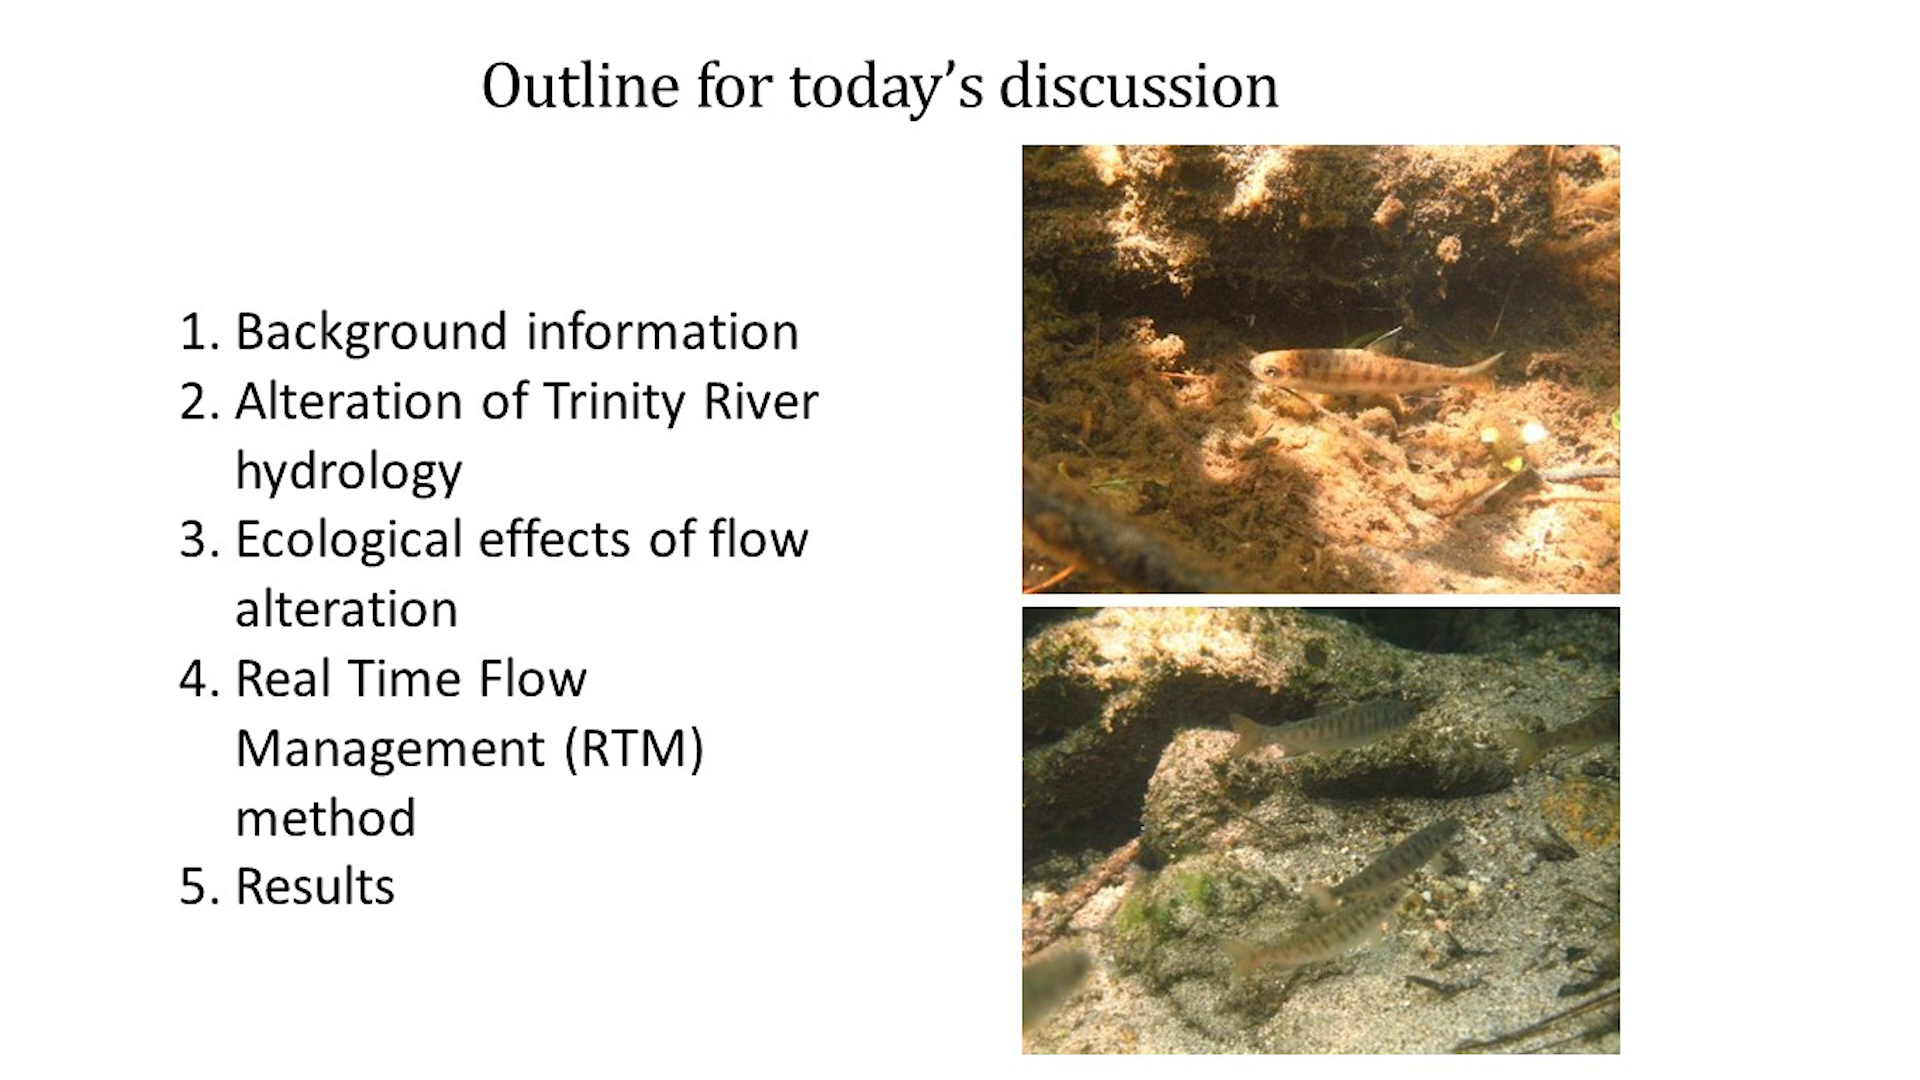 Outline for today’s discussion
1. Background information
2. Alteration of Trinity River
hydrology
3. Ecological effects of flow
alteration
4. Real Time Flow
Management (RTM)
method
5. Results